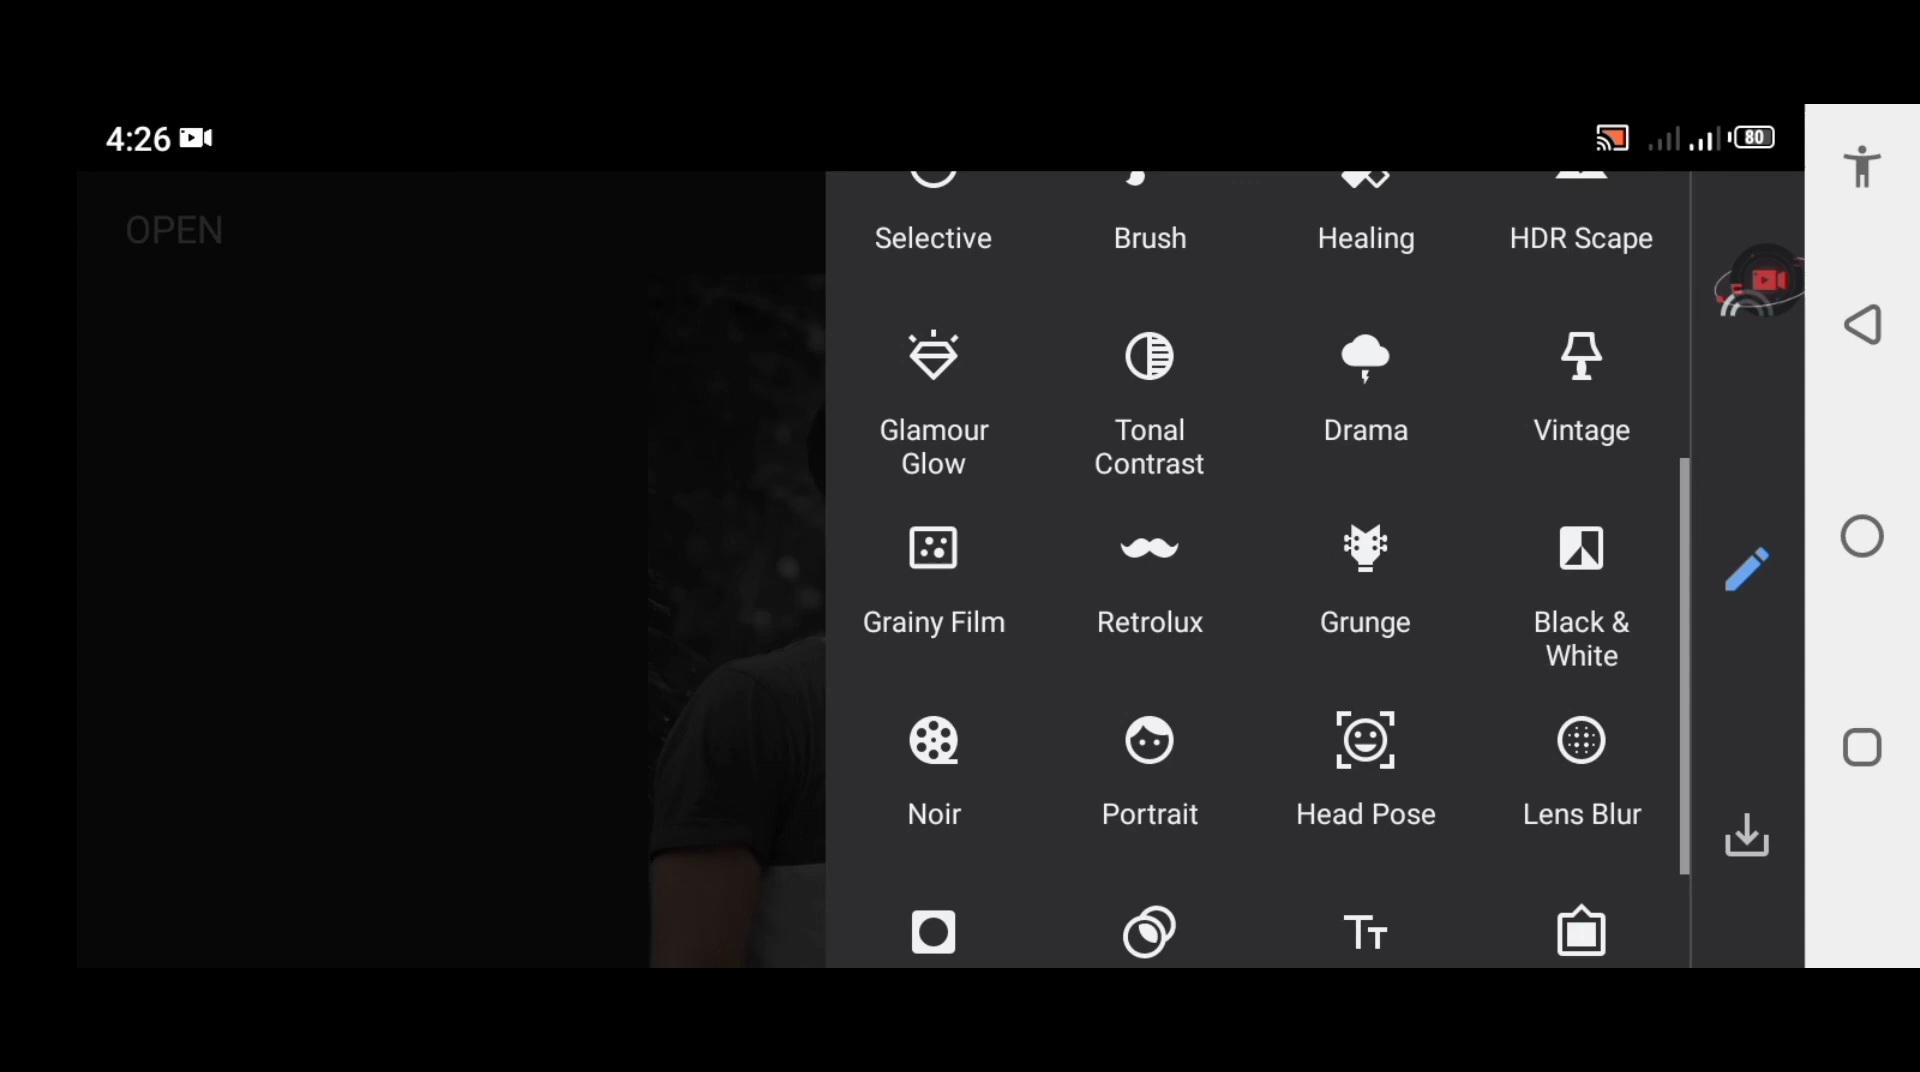 4:26
80
OPEN
Selective
Brush
Healing
HDR Scape
Glamour
Glow
Tonal
Contrast
Drama
Vintage
Grainy Film
Retrolux
Grunge
Black &
White
Noir
Portrait
Head Pose
Lens Blur